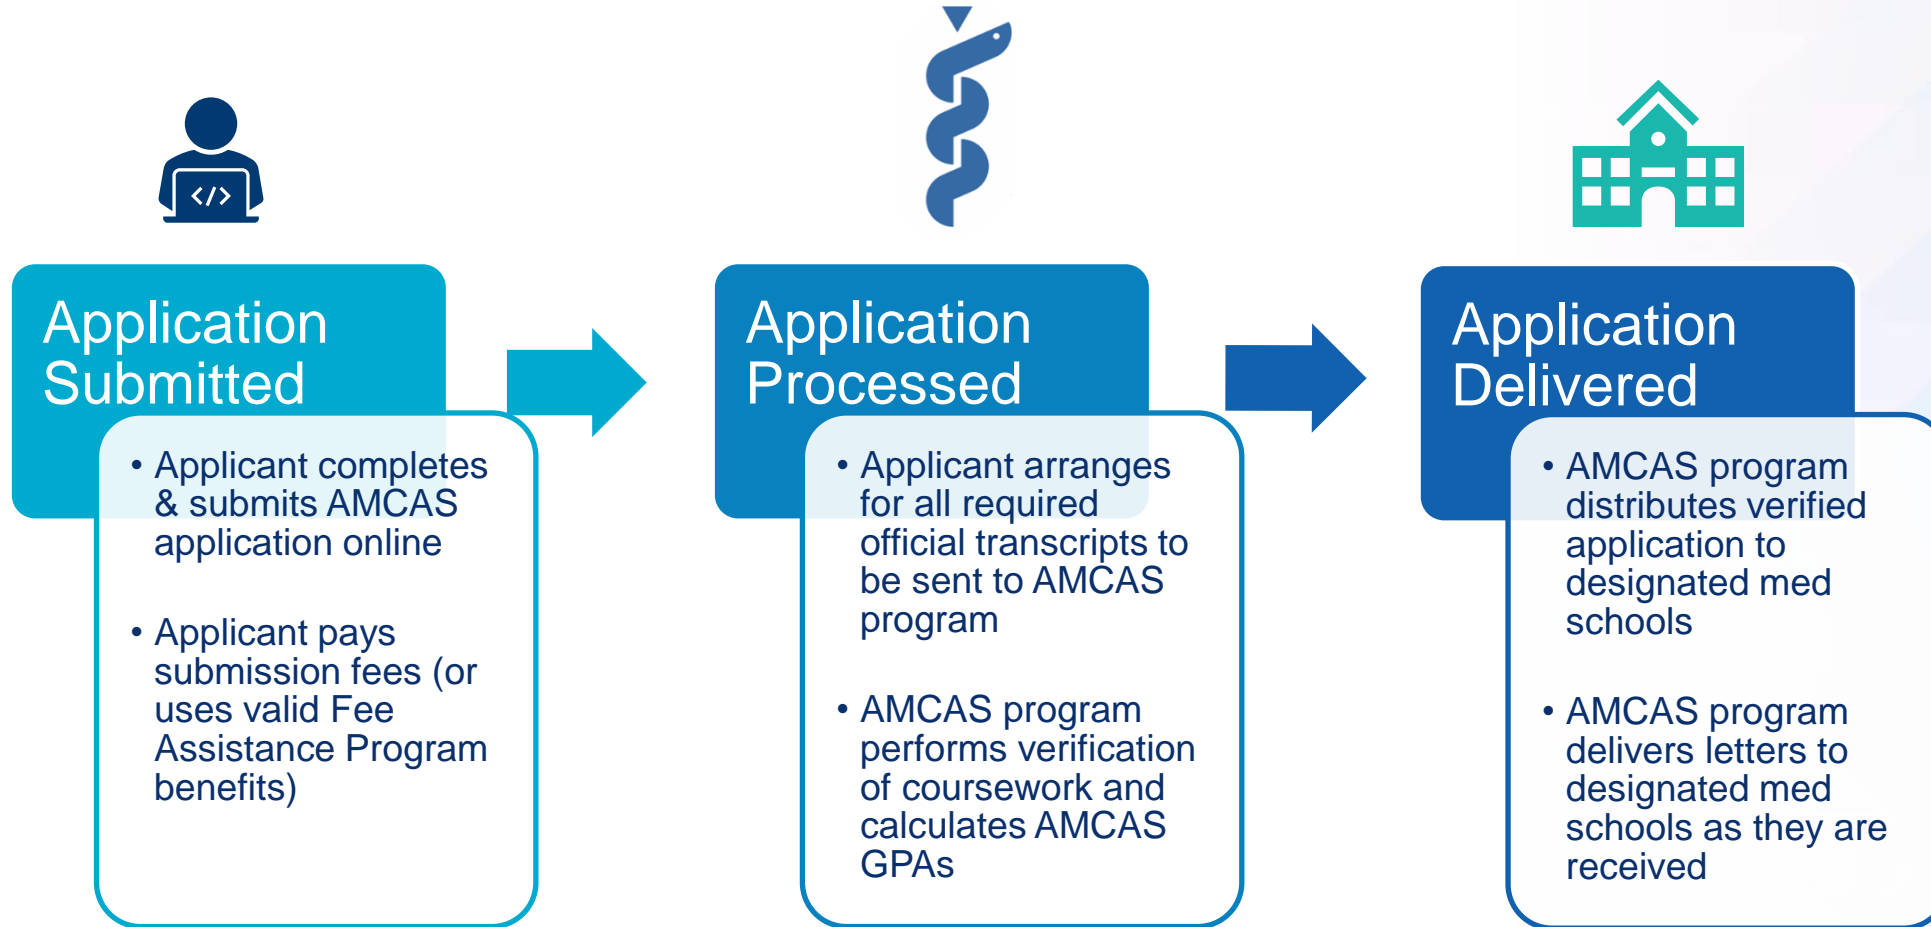 </>
Application
Submitted
• Applicant completes
& submits AMCAS
application online
• Applicant pays
submission fees (or
uses valid Fee
Assistance Program
benefits)
Application
Processed
• Applicant arranges
for all required
official transcripts to
be sent to AMCAS
program
• AMCAS program
performs verification
of coursework and
calculates AMCAS
GPAs
Application
Delivered
• AMCAS program
distributes verified
application to
designated med
schools
• AMCAS program
delivers letters to
designated med
schools as they are
received